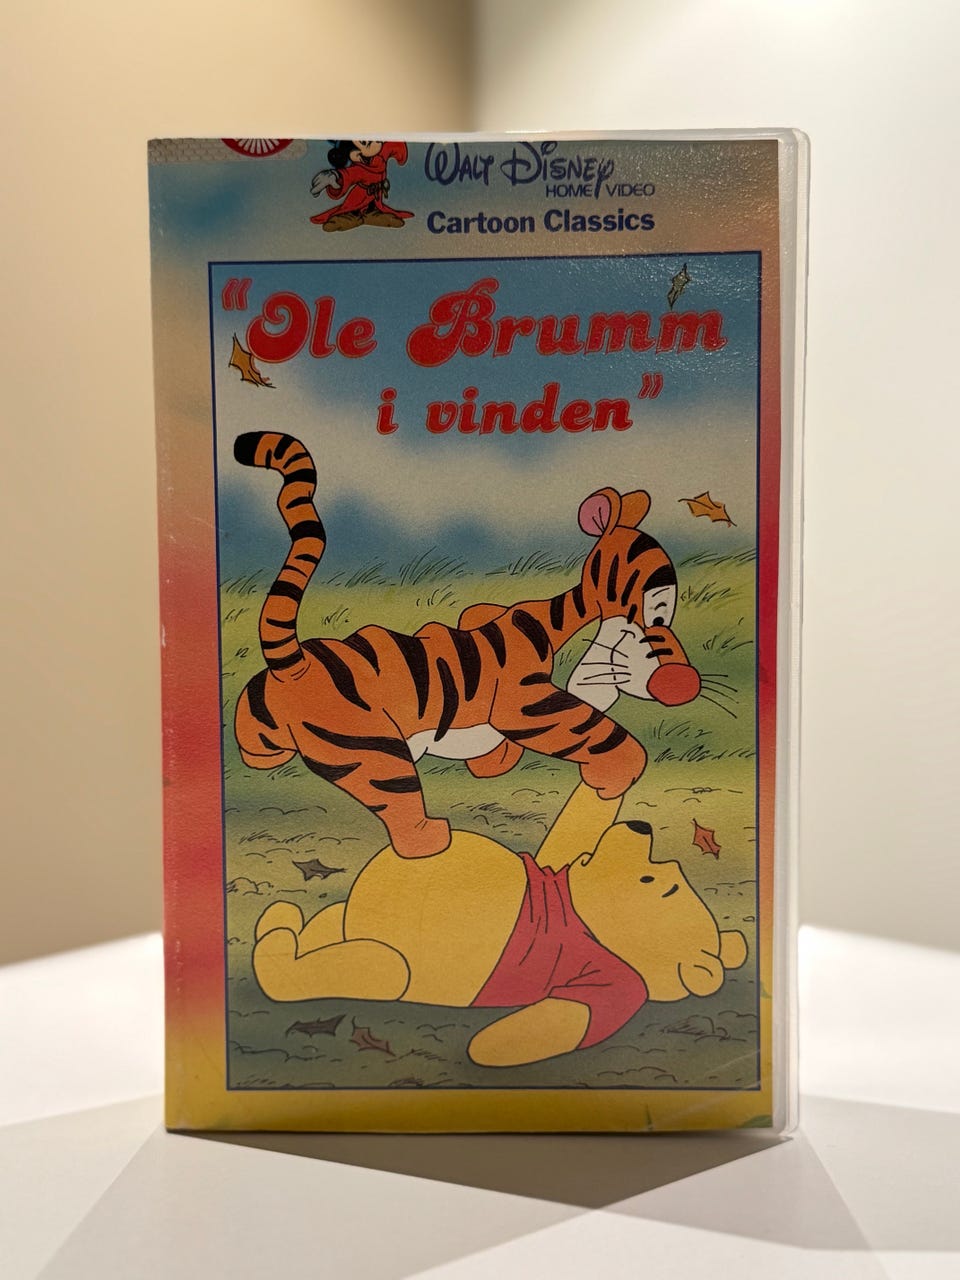 WALT DISNEY
HOME VIDEO
Cartoon Classics
"Ole Brumm
i vinden"